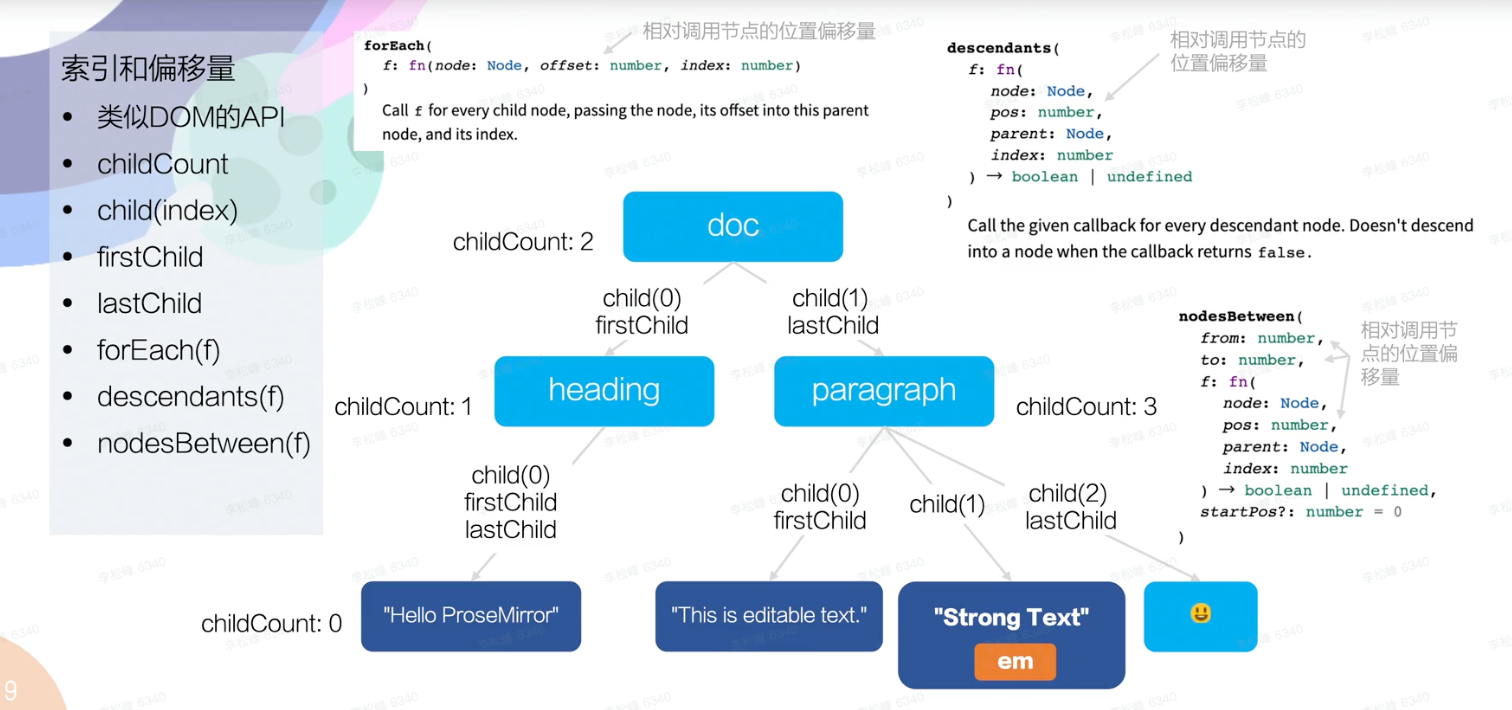 索引和偏移量
• 类似DOM的API
• childCount
• child(index)
• firstChild
• lastChild
• forEach(f)
• descendants(f)
• nodesBetween(f)
forEach(
f: fn(node: Node, offset: number, index: number)
)
Call f for every child node, passing the node, its offset into this parent
node, and its index.
相对调用节点的位置偏移量
descendants(
f: fn(
node: Node,
pos: number,
parent: Node,
index: number
) → boolean | undefined
)
Call the given callback for every descendant node. Doesn't descend
into a node when the callback returns false.
相对调用节点的
位置偏移量
nodesBetween(
from: number,
to: number,
f: fn(
node: Node,
pos: number,
parent: Node,
index: number
) → boolean | undefined,
startPos?: number = 0
)
相对调用节
点的位置偏
移量
childCount: 2
doc
child(0)
firstChild
child(1)
lastChild
childCount: 1
heading
paragraph
childCount: 3
child(0)
firstChild
lastChild
child(0)
firstChild
child(1)
child(2)
lastChild
childCount: 0
"Hello ProseMirror"
"This is editable text."
"Strong Text"
em
😃
9
李松峰 6340